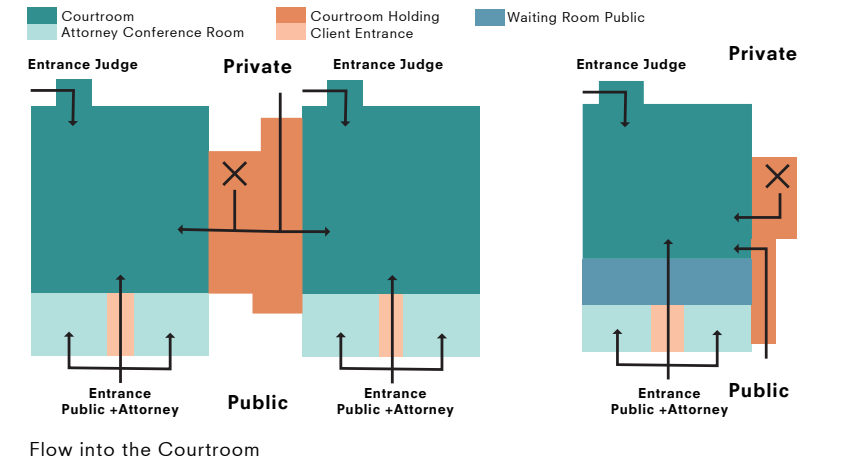 Courtroom
Attorney Conference Room
Courtroom Holding
Client Entrance
Waiting Room Public
Entrance Judge
Private
Entrance Judge
Entrance Judge
Private
Entrance
Public +Attorney
Public
Entrance
Public +Attorney
Entrance
Public +Attorney
Public
Flow into the Courtroom